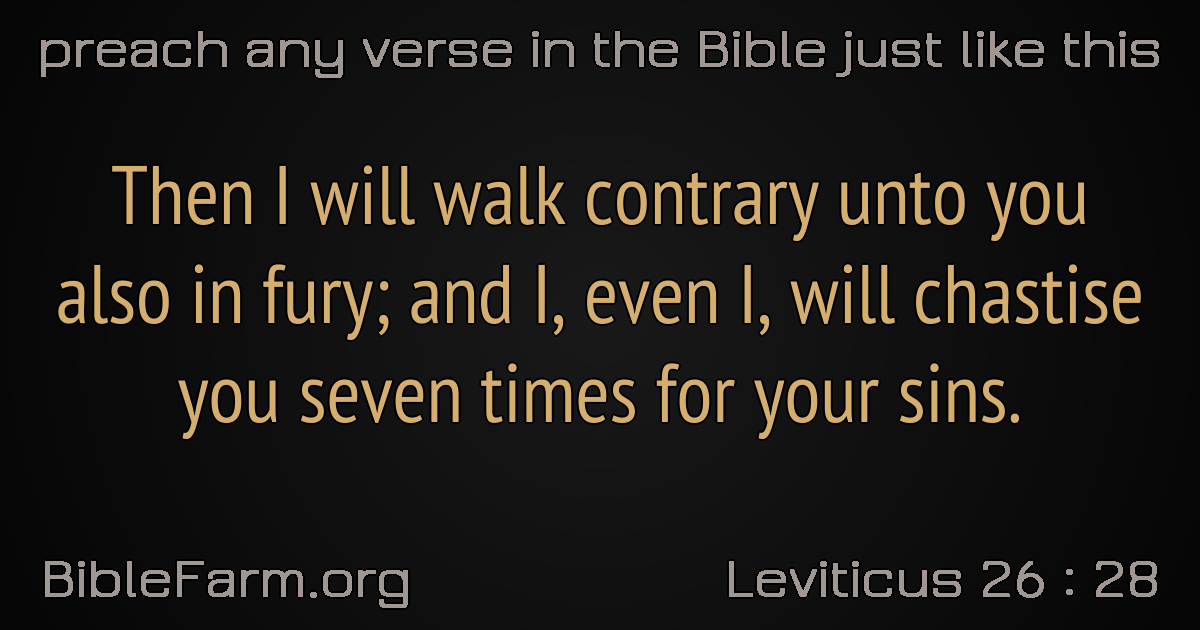 preach any verse in the Bible just like this
Then I will walk contrary unto you
also in fury; and I, even I, will chastise
you seven times for your sins.
BibleFarm.org
Leviticus 26 : 28